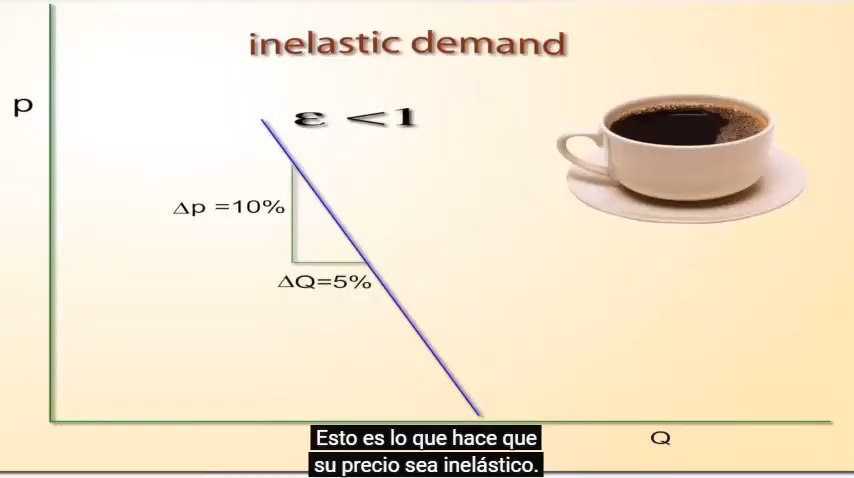 inelastic demand
p
ε <1
Δp =10%
ΔQ=5%
Esto es lo que hace que
su precio sea inelástico.
Q